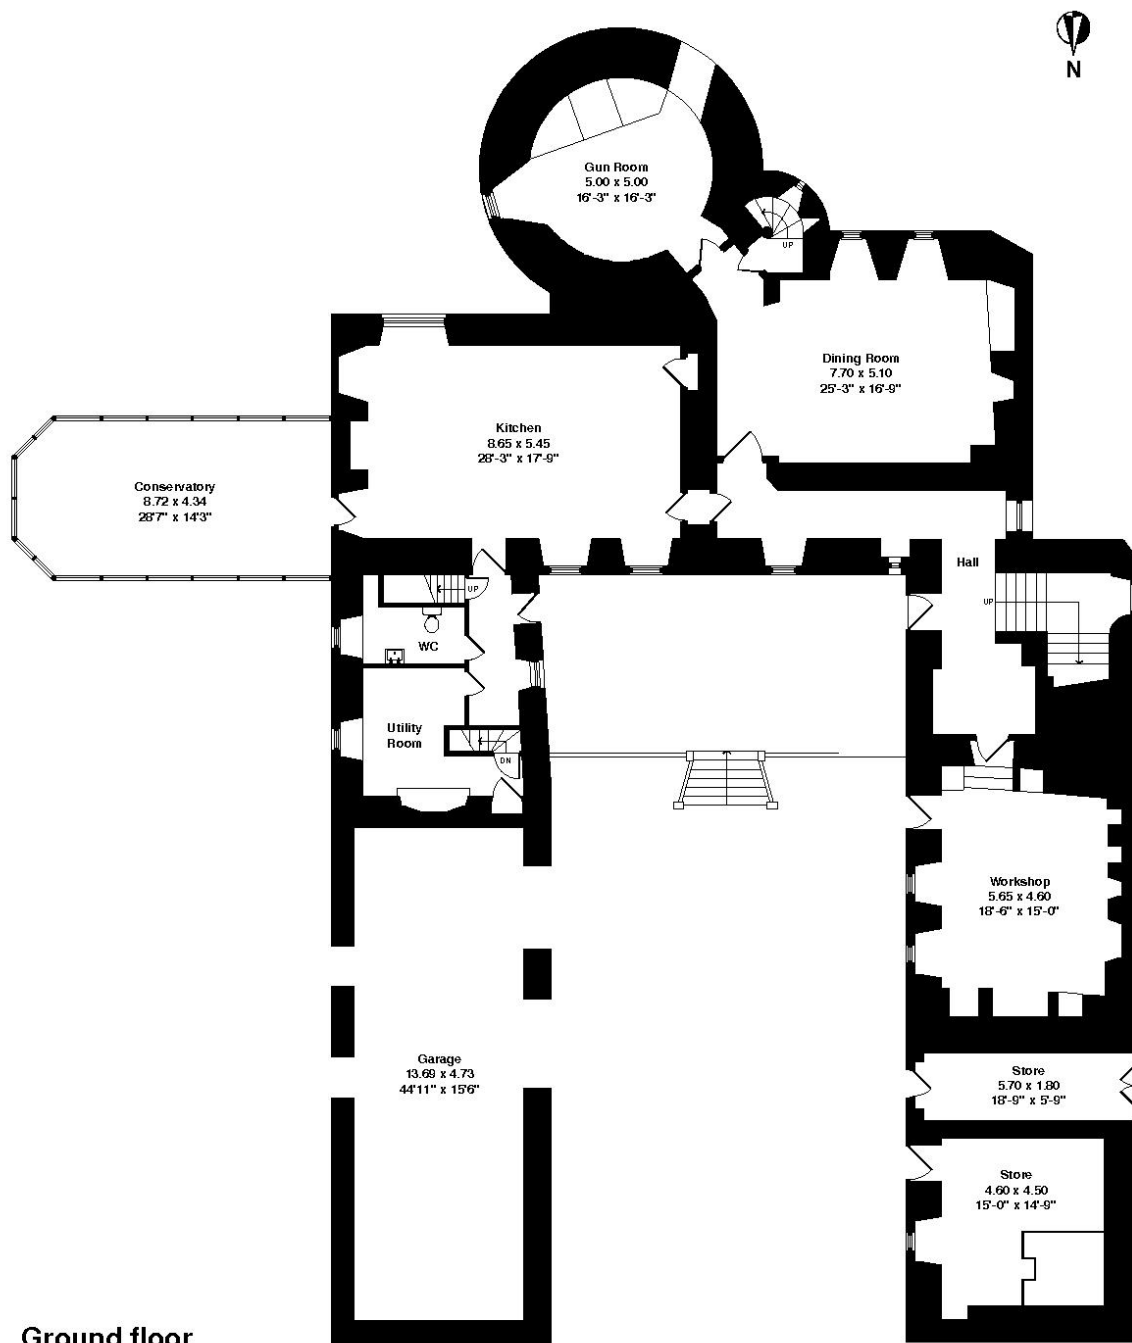 N
Gun Room
5.00 x 5.00
16'-3" x 16'-3"
UP
Dining Room
7.70 x 5.10
25'-3" x 16'-9"
Kitchen
8.65 x 5.45
28'-3" x 17'-9"
Conservatory
8.72 x 4.34
28'7" x 14'3"
Hall
UP
UP
WC
Utility
Room
DN
Workshop
5.65 x 4.60
18'-6" x 15'-0"
Garage
13.69 x 4.73
44'11" x 15'6"
Store
5.70 x 1.80
18'-9" x 5'-9"
Store
4.60 x 4.50
15'-0" x 14'-9"
Ground floor